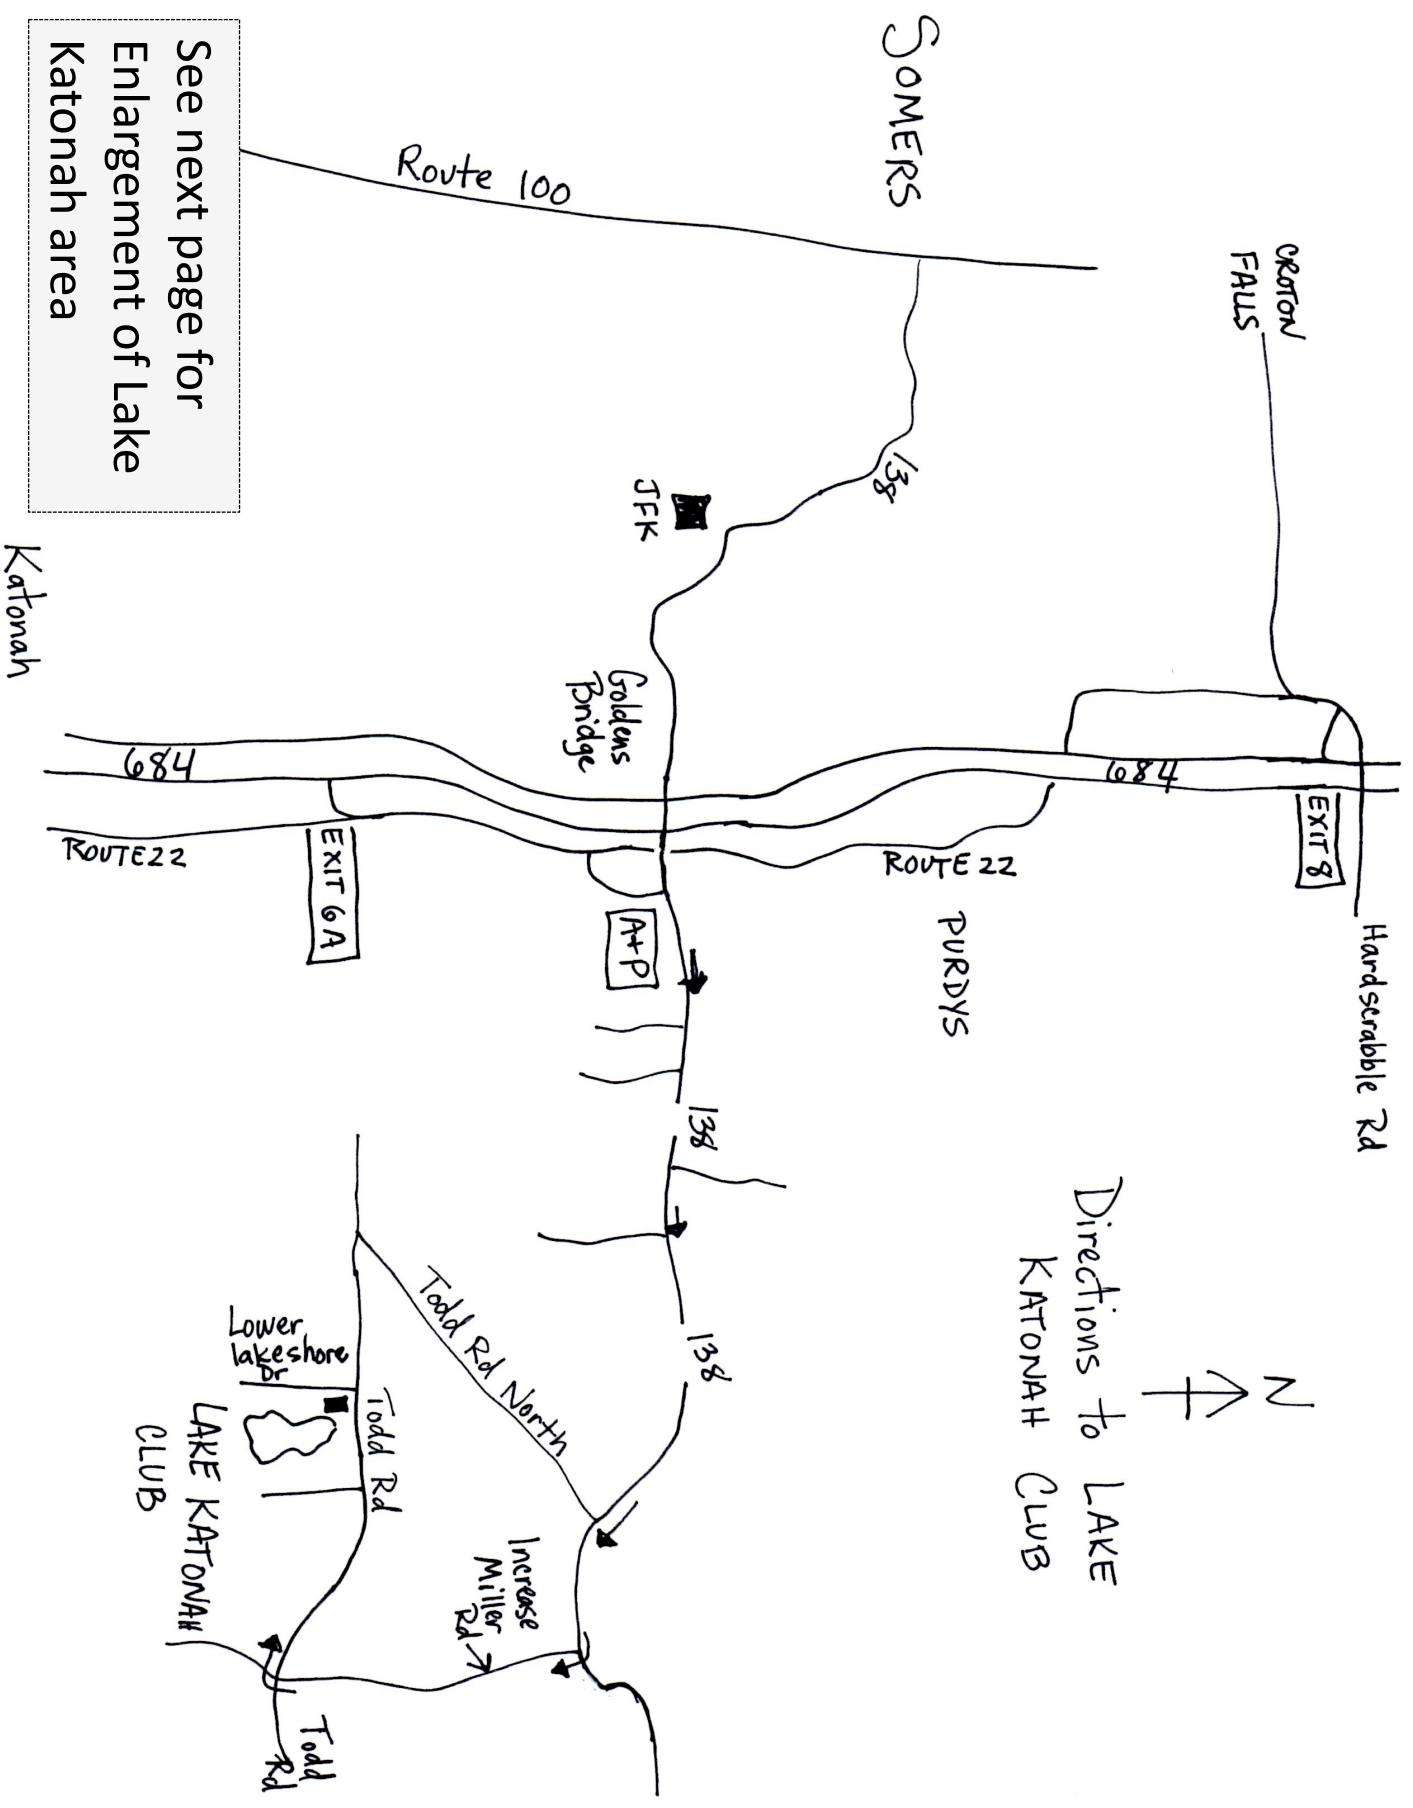 Hardscrabble Rd
CROTON
FALLS
EXIT 8
N
684
Directions to LAKE
KATONAH CLUB
PURDYS
ROUTE 22
SOMERS
138
138
138
JFK
Goldens
Bridge
A+P
Route 100
Increase
Miller
Rd
Todd Rd North
Todd Rd
EXIT 6A
Lower
lakeshore
Dr
Todd
Rd
LAKE KATONAH
CLUB
684
ROUTE 22
See next page for
Enlargement of Lake
Katonah area
Katonah